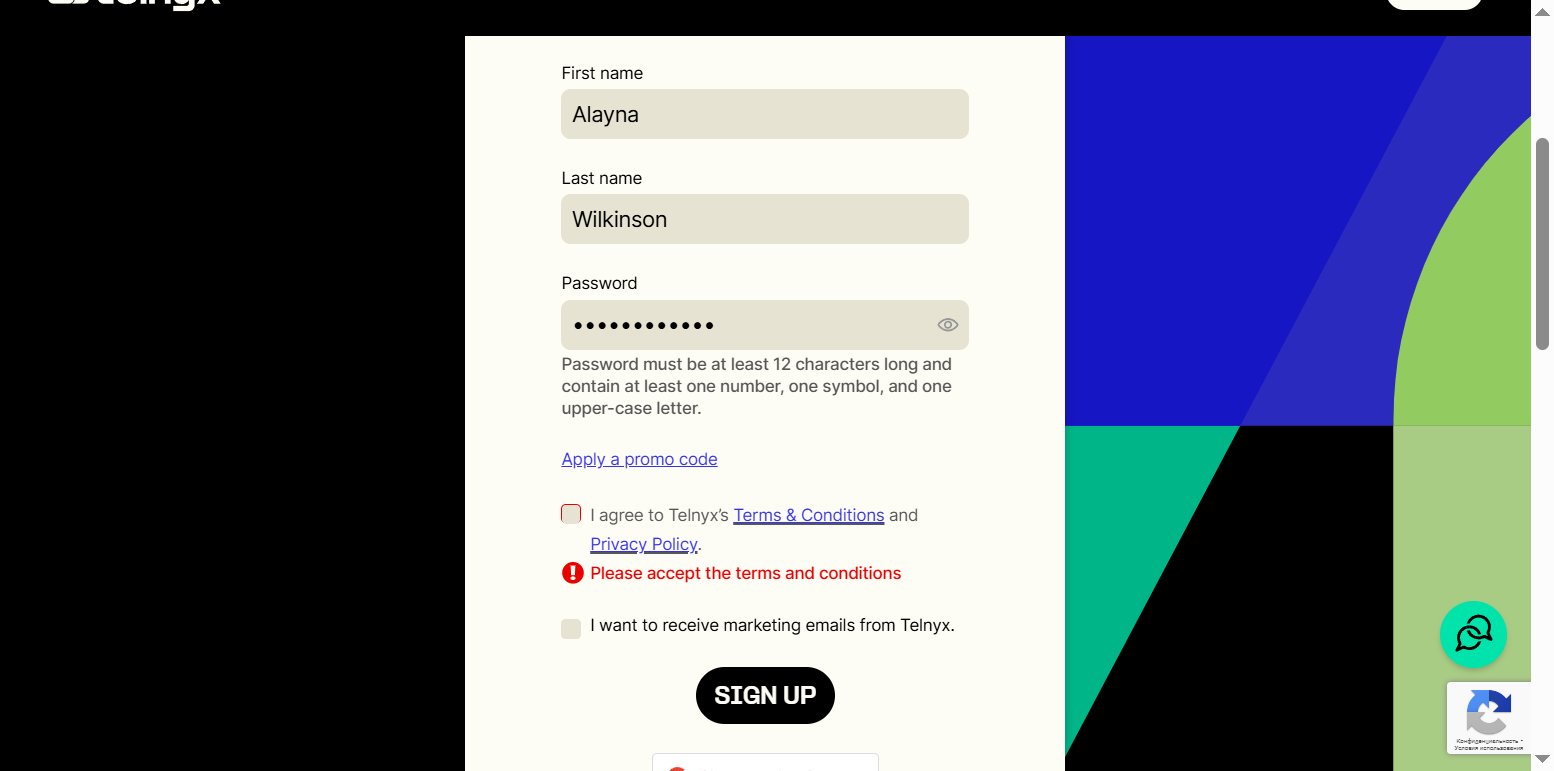 First name
Alayna
Last name
Wilkinson
Password
Password must be at least 12 characters long and
contain at least one number, one symbol, and one
upper-case letter.
Apply a promo code
I agree to Telnyx’s Terms & Conditions and
Privacy Policy.
Please accept the terms and conditions
I want to receive marketing emails from Telnyx.
SIGN UP
Конфиденциальность -
Условия использования